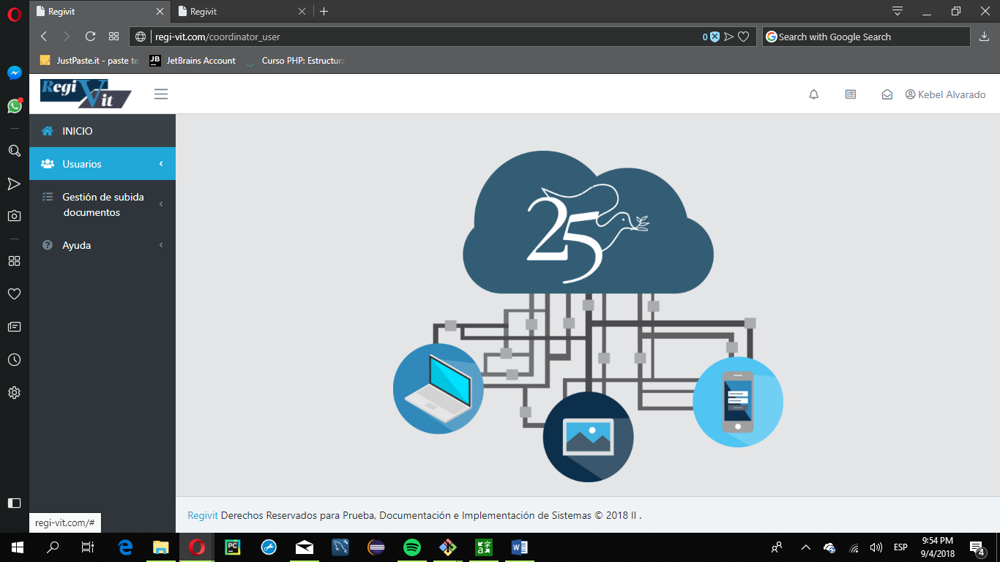 Regivit
Regivit
regi-vit.com/coordinator_user
0
Search with Google Search
JustPaste.it - paste te
JB
JetBrains Account
Curso PHP: Estructura
Regi Vit
Kebel Alvarado
INICIO
Usuarios
Gestión de subida
documentos
Ayuda
25
Regivit Derechos Reservados para Prueba, Documentación e Implementación de Sistemas © 2018 II .
regi-vit.com/#
PC
W
ESP
9:54 PM
9/4/2018
4